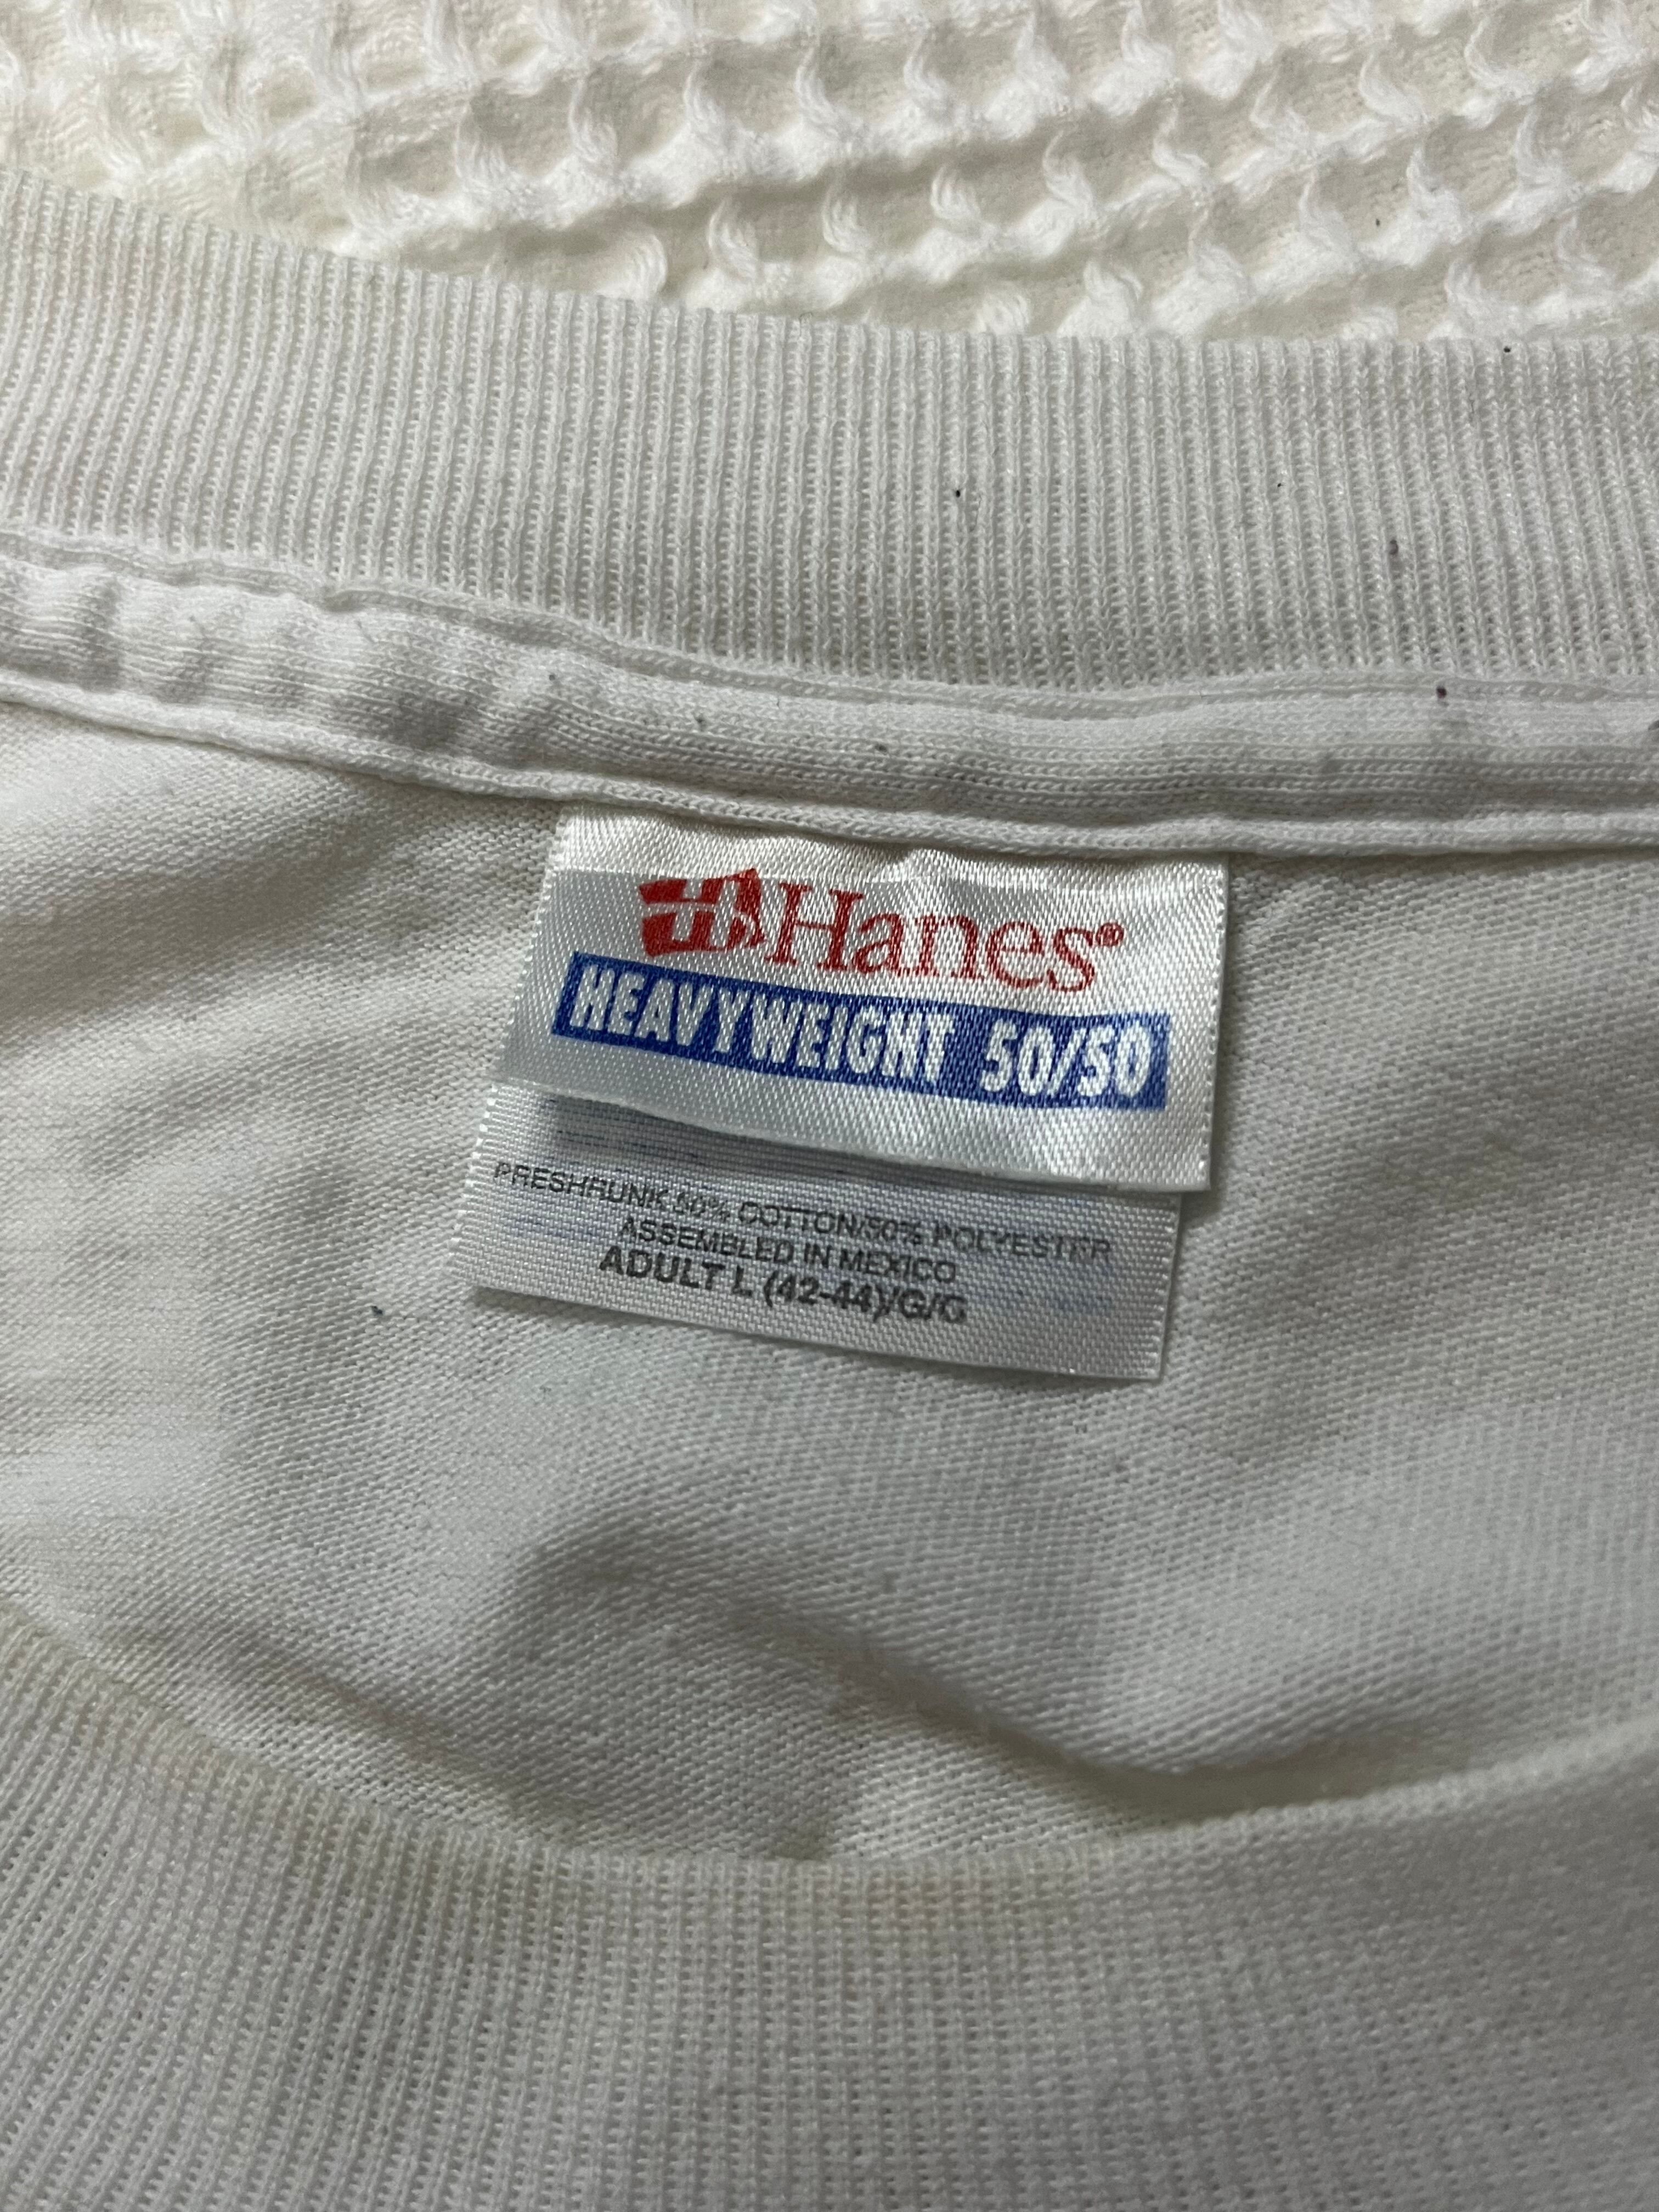 Hanes®
HEAVYWEIGHT 50/50
PRESHRUNK 50% COTTON/50% POLYESTER
ASSEMBLED IN MEXICO
ADULT L (42-44)/G/G